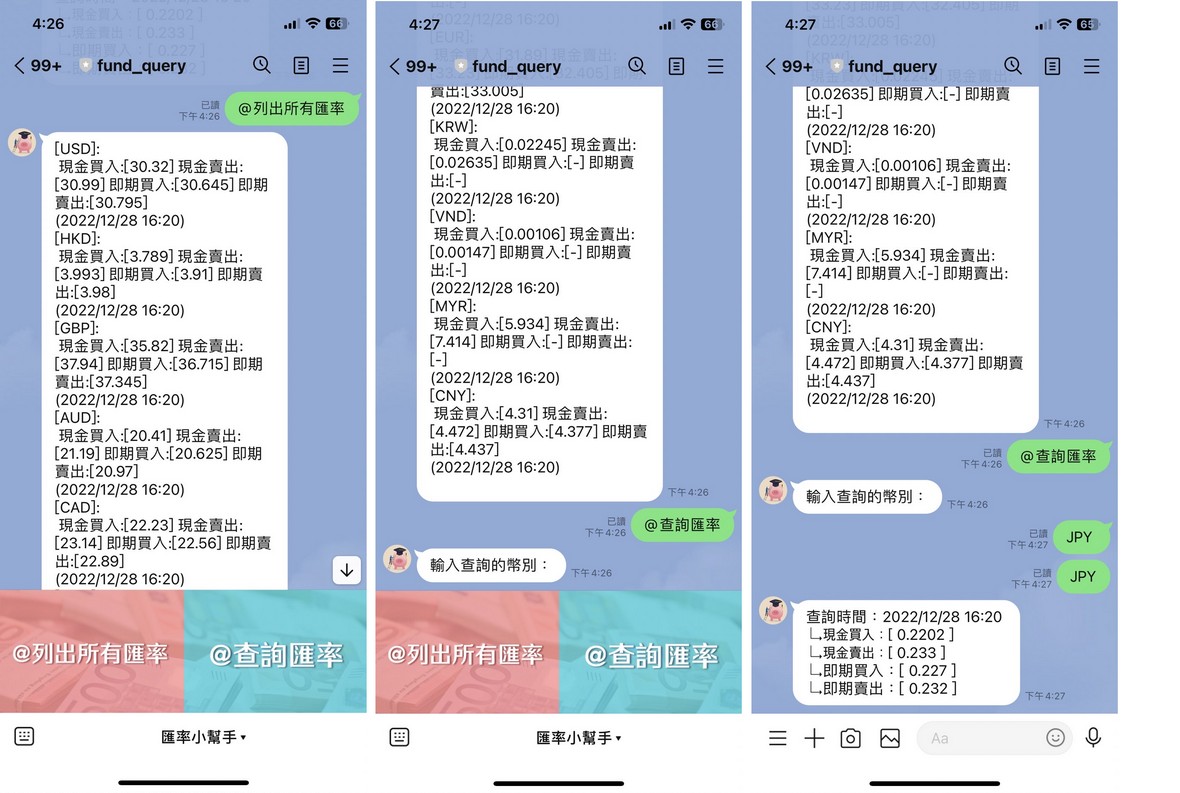 4:26
66
99+
fund_query
[ 0.2202 ]
[ 0.233 ]
即期買入 : [ 0.227 ]
@列出所有匯率
已讀
下午4:26
[USD]:
現金買入:[30.32] 現金賣出:
[30.99] 即期買入:[30.645] 即期
賣出:[30.795]
(2022/12/28 16:20)
[HKD]:
現金買入:[3.789] 現金賣出:
[3.993] 即期買入:[3.91] 即期賣
出:[3.98]
(2022/12/28 16:20)
[GBP]:
現金買入:[35.82] 現金賣出:
[37.94] 即期買入:[36.715] 即期
賣出:[37.345]
(2022/12/28 16:20)
[AUD]:
現金買入:[20.41] 現金賣出:
[21.19] 即期買入:[20.625] 即期
賣出:[20.97]
(2022/12/28 16:20)
[CAD]:
現金買入:[22.23] 現金賣出:
[23.14] 即期買入:[22.56] 即期
賣出:[22.89]
(2022/12/28 16:20)
@列出所有匯率
@查詢匯率
匯率小幫手▾
4:27
66
99+
fund_query
[EUR]:
賣出:[33.005]
(2022/12/28 16:20)
[KRW]:
現金買入:[0.02245] 現金賣出:
[0.02635] 即期買入:[-] 即期賣
出:[-]
(2022/12/28 16:20)
[VND]:
現金買入:[0.00106] 現金賣出:
[0.00147] 即期買入:[-] 即期賣
出:[-]
(2022/12/28 16:20)
[MYR]:
現金買入:[5.934] 現金賣出:
[7.414] 即期買入:[-] 即期賣出:
[-]
(2022/12/28 16:20)
[CNY]:
現金買入:[4.31] 現金賣出:
[4.472] 即期買入:[4.377] 即期賣
出:[4.437]
(2022/12/28 16:20)
下午4:26
已讀
下午4:26
@查詢匯率
輸入查詢的幣別：
下午4:26
@列出所有匯率
@查詢匯率
匯率小幫手▾
4:27
65
99+
fund_query
[0.02635] 即期買入:[-] 即期賣
出:[-]
(2022/12/28 16:20)
[VND]:
現金買入:[0.00106] 現金賣出:
[0.00147] 即期買入:[-] 即期賣
出:[-]
(2022/12/28 16:20)
[MYR]:
現金買入:[5.934] 現金賣出:
[7.414] 即期買入:[-] 即期賣出:
[-]
(2022/12/28 16:20)
[CNY]:
現金買入:[4.31] 現金賣出:
[4.472] 即期買入:[4.377] 即期賣
出:[4.437]
(2022/12/28 16:20)
下午4:26
已讀
下午4:26
@查詢匯率
輸入查詢的幣別：
下午4:26
已讀
下午4:27
JPY
已讀
下午4:27
JPY
查詢時間：2022/12/28 16:20
└→現金買入：[ 0.2202 ]
└→現金賣出：[ 0.233 ]
└→即期買入：[ 0.227 ]
└→即期賣出：[ 0.232 ]
下午4:27
Aa